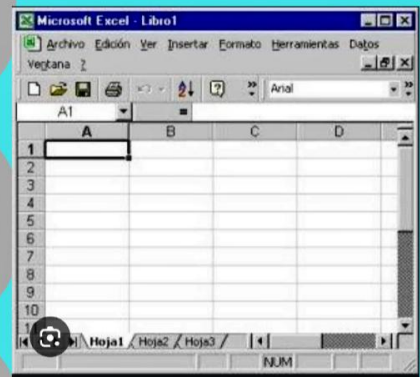 Microsoft Excel - Libro1
Archivo Edición Ver Insertar Formato Herramientas Datos
Ventana ?
Arial
A1 =
A B C D
1
2
3
4
5
6
7
8
9
10
Hoja1 Hoja2 Hoja3
NUM